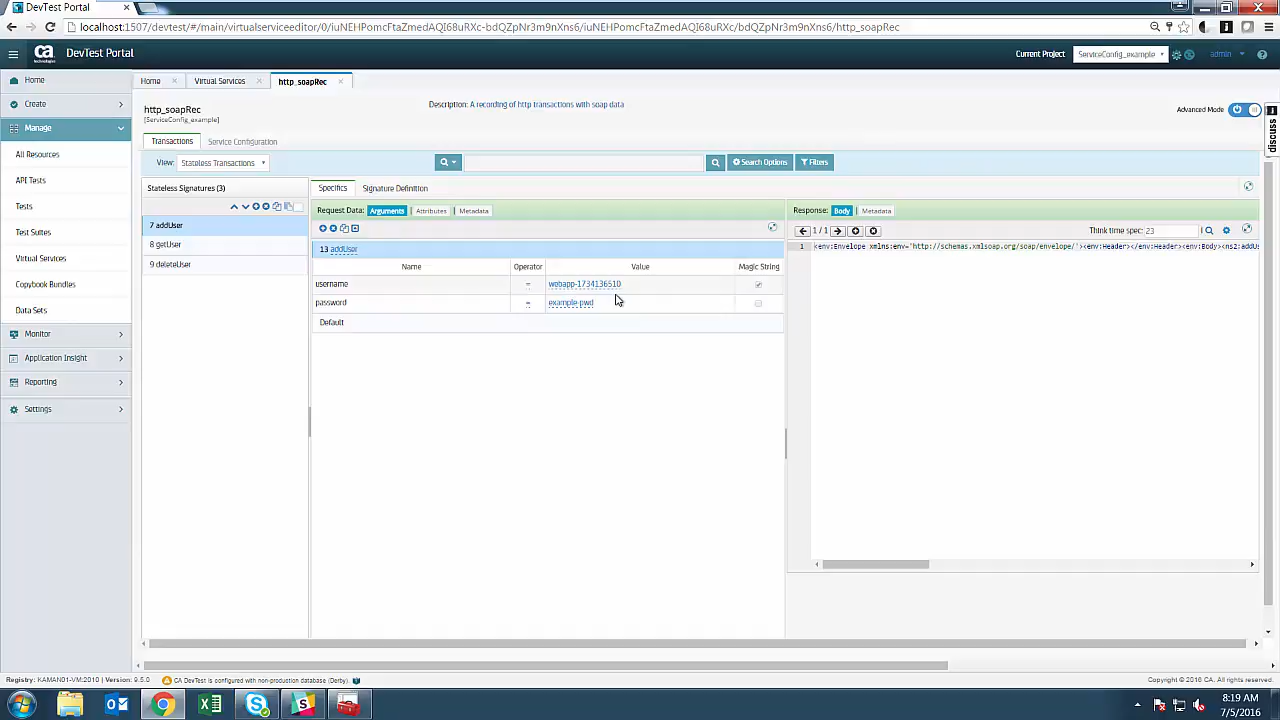 DevTest Portal
localhost:1507/devtest/#/main/virtualserviceeditor/0/iuNEHPomcFtaZmedAQI68uRXc-bdQZpNr3m9nXns6/iuNEHPomcFtaZmedAQI68uRXc/bdQZpNr3m9nXns6/http_soapRec
ca technologies DevTest Portal
Current Project ServiceConfig_example admin
Home
Create
Manage
All Resources
API Tests
Tests
Test Suites
Virtual Services
Copybook Bundles
Data Sets
Monitor
Application Insight
Reporting
Settings
Home Virtual Services http_soapRec
http_soapRec
[ServiceConfig_example]
Description: A recording of http transactions with soap data
Advanced Mode
discuss
Transactions Service Configuration
View: Stateless Transactions
Search Options Filters
Stateless Signatures (3)
7 addUser
8 getUser
9 deleteUser
Specifics Signature Definition
Request Data: Arguments Attributes Metadata
13 addUser
Name Operator Value Magic String
username = webapp-1734136510
password = example-pwd
Default
Response: Body Metadata
1 / 1 Think time spec: 23
1 <env:Envelope xmlns:env='http://schemas.xmlsoap.org/soap/envelope/'><env:Header></env:Header><env:Body><ns2:addUs
Registry: KAMAN01-VM:2010 | Version: 9.5.0 CA DevTest is configured with non-production database (Derby)
Copyright © 2016 CA. All rights reserved.
8:19 AM
7/5/2016